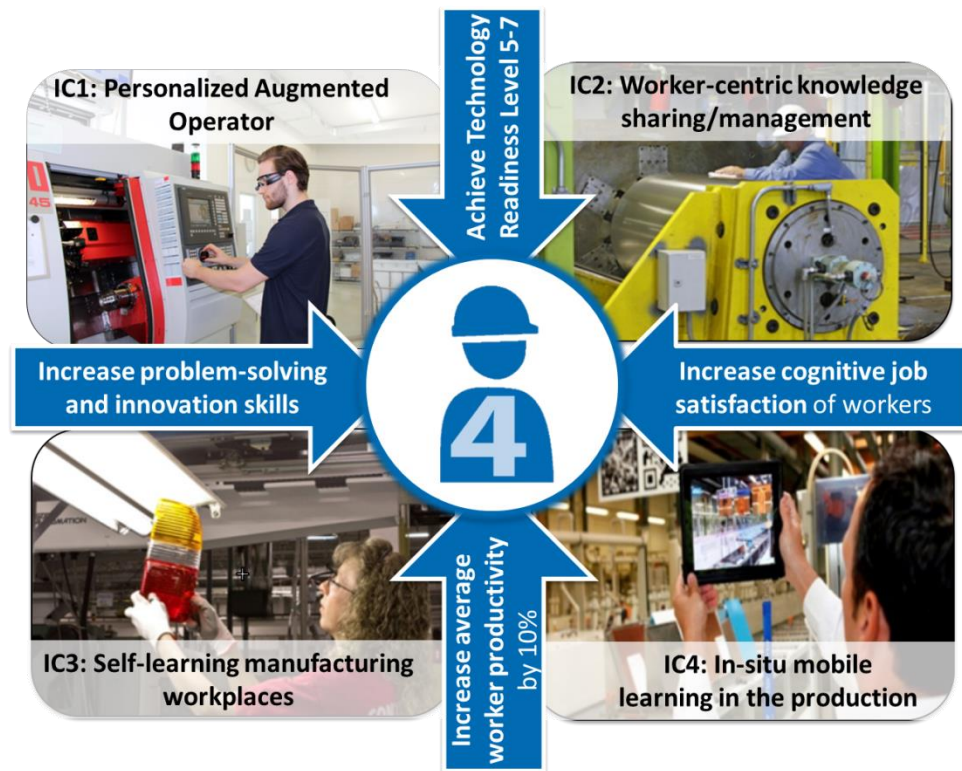 IC1: Personalized Augmented
Operator
Achieve Technology
Readiness Level 5-7
IC2: Worker-centric knowledge
sharing/management
45
Increase problem-solving
and innovation skills
4
Increase cognitive job
satisfaction of workers
IC3: Self-learning manufacturing
workplaces
Increase average
worker productivity
by 10%
IC4: In-situ mobile
learning in the production